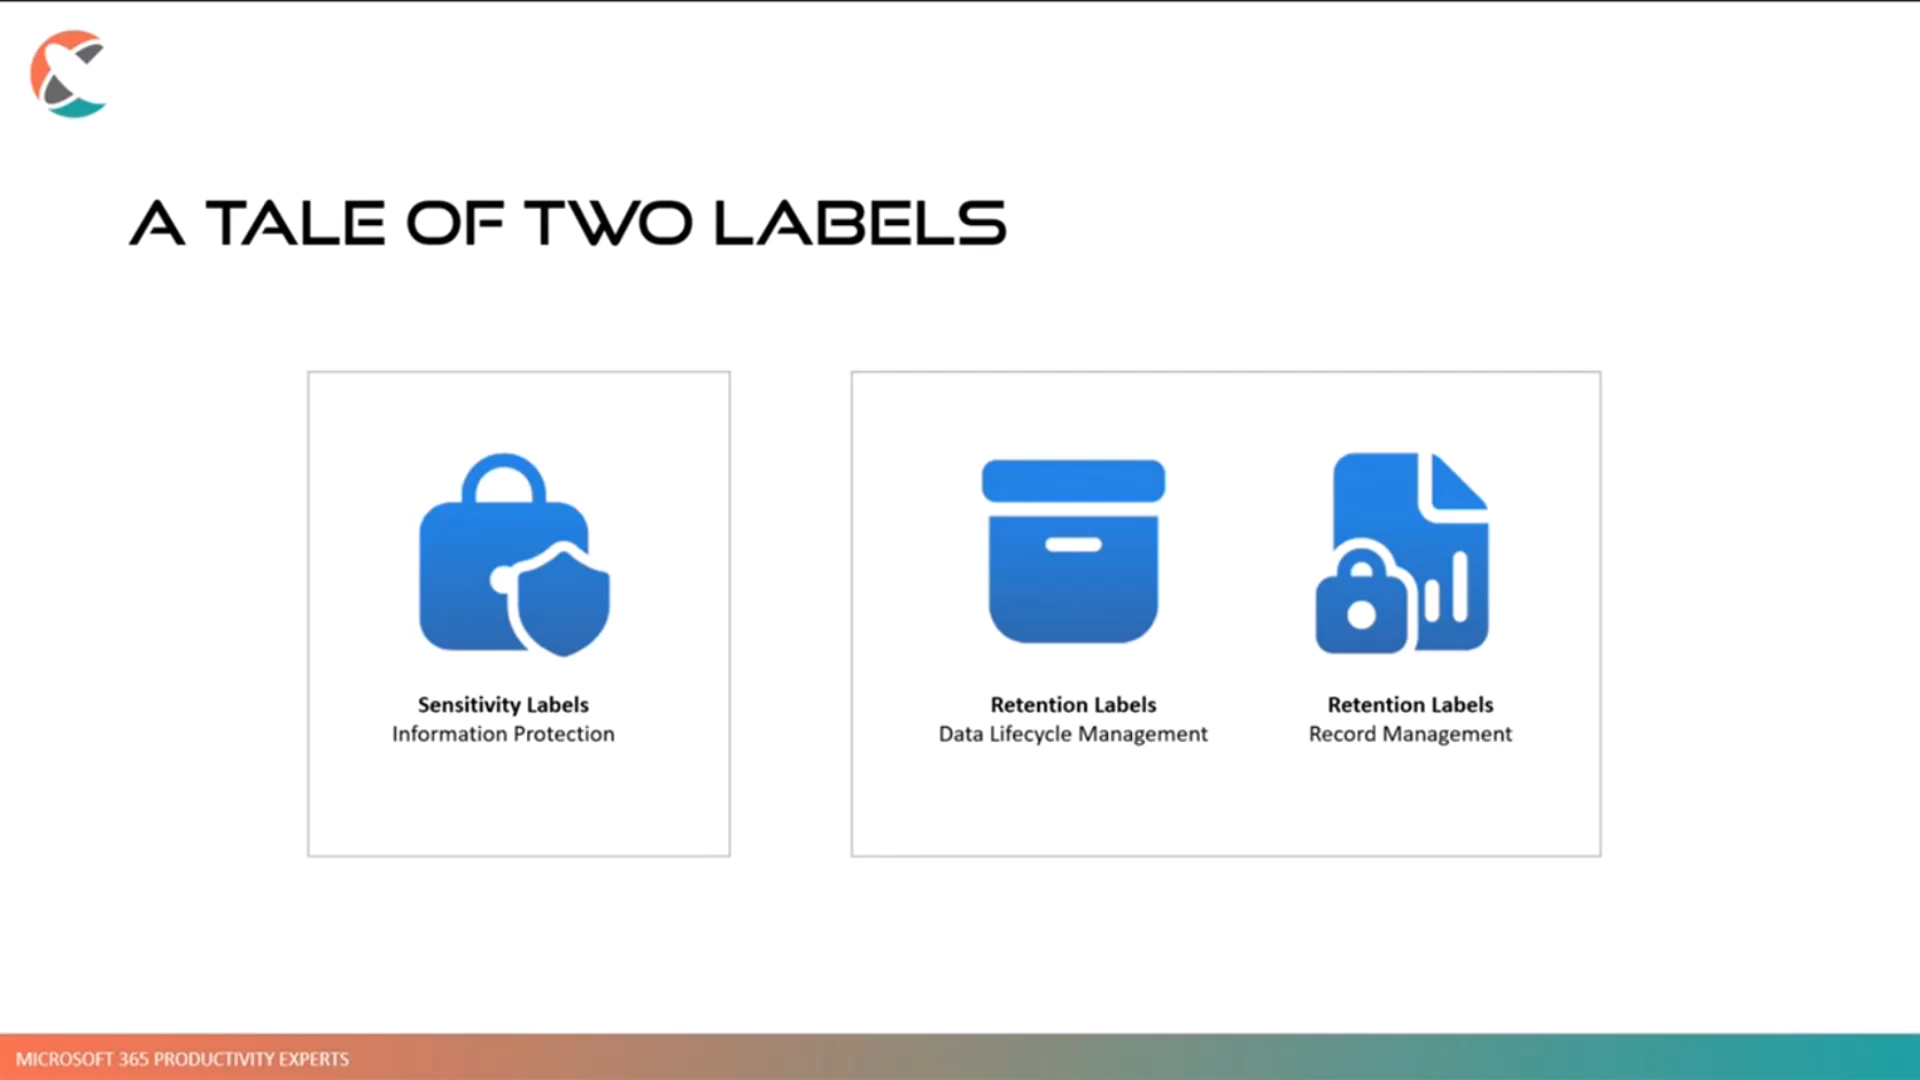 A TALE OF TWO LABELS
Sensitivity Labels
Information Protection
Retention Labels
Data Lifecycle Management
Retention Labels
Record Management
MICROSOFT 365 PRODUCTIVITY EXPERTS